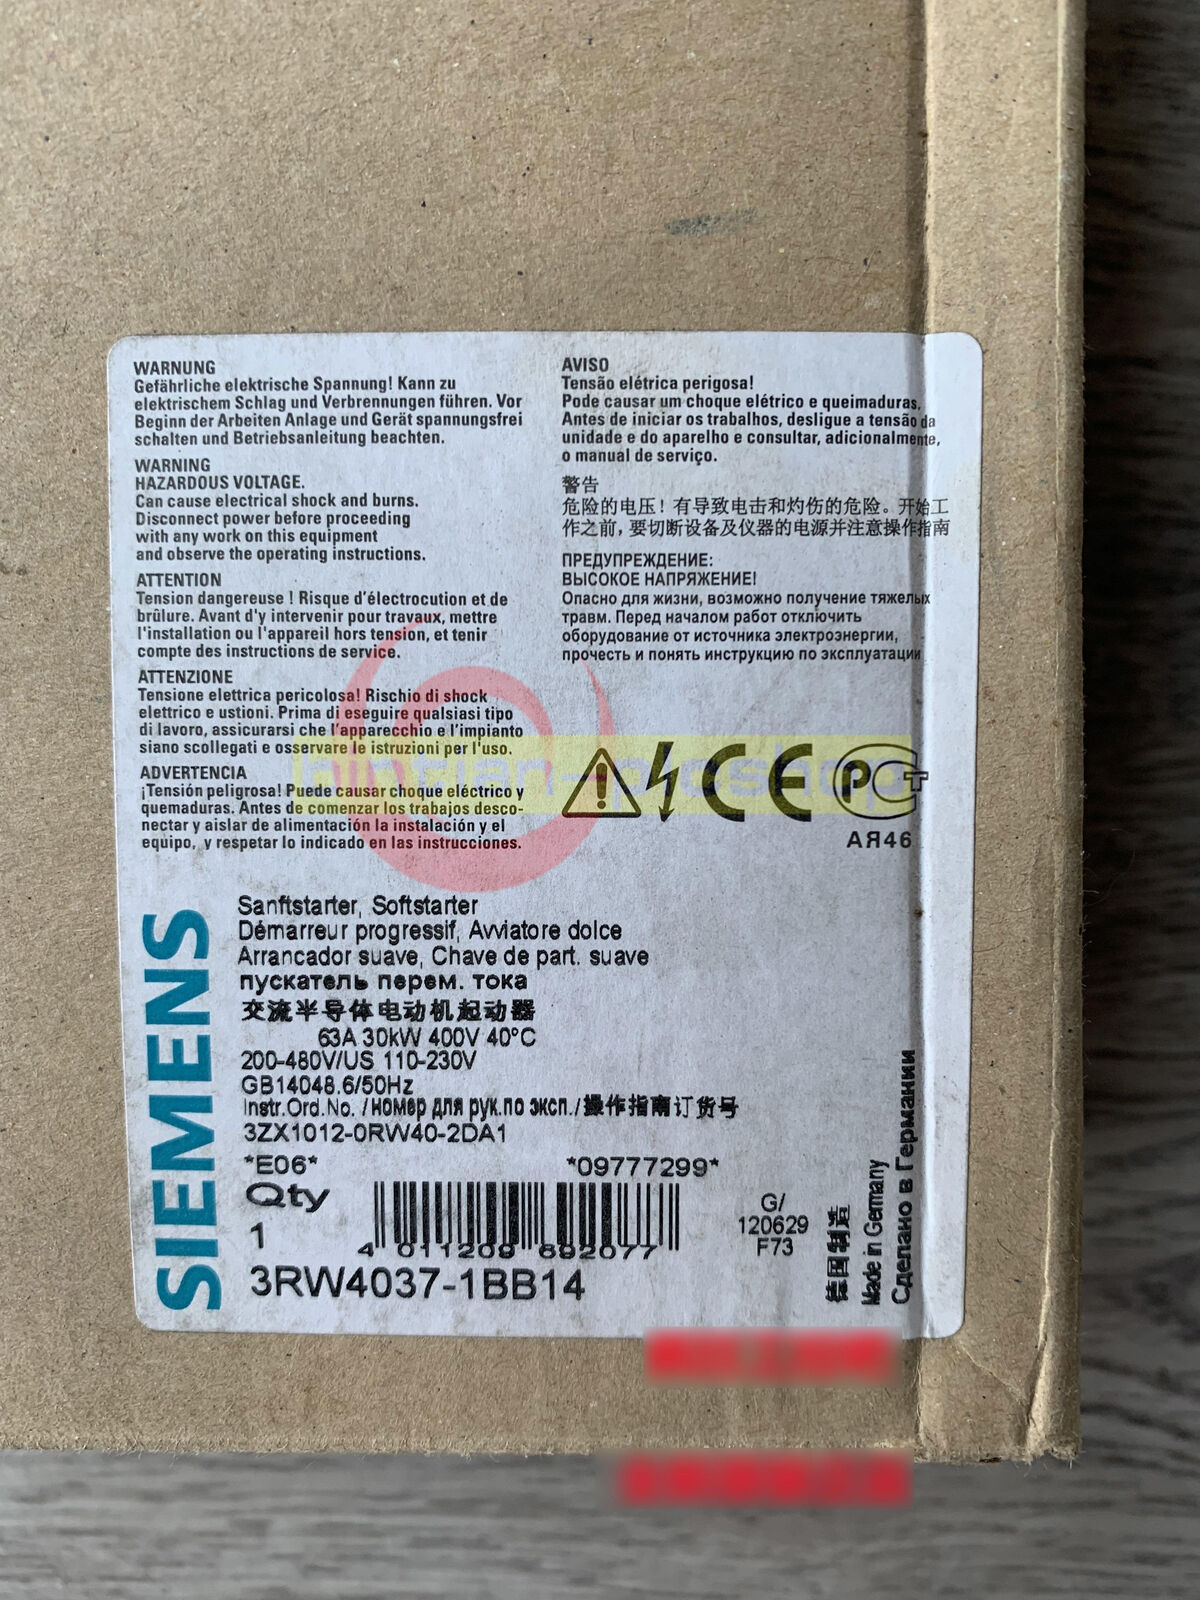 WARNUNG
Gefährliche elektrische Spannung! Kann zu
elektrischem Schlag und Verbrennungen führen. Vor
Beginn der Arbeiten Anlage und Gerät spannungsfrei
schalten und Betriebsanleitung beachten.
WARNING
HAZARDOUS VOLTAGE.
Can cause electrical shock and burns.
Disconnect power before proceeding
with any work on this equipment
and observe the operating instructions.
ATTENTION
Tension dangereuse ! Risque d'électrocution et de
brûlure. Avant d'y intervenir pour travaux, mettre
l'installation ou l'appareil hors tension, et tenir
compte des instructions de service.
ATTENZIONE
Tensione elettrica pericolosa! Rischio di shock
elettrico e ustioni. Prima di eseguire qualsiasi tipo
di lavoro, assicurarsi che l'apparecchio e l'impianto
siano scollegati e osservare le istruzioni per l'uso.
ADVERTENCIA
¡Tensión peligrosa! Puede causar choque eléctrico y
quemaduras. Antes de comenzar los trabajos desco-
nectar y aislar de alimentación la instalación y el
equipo, y respetar lo indicado en las instrucciones.
AVISO
Tensão elétrica perigosa!
Pode causar um choque elétrico e queimaduras.
Antes de iniciar os trabalhos, desligue a tensão da
unidade e do aparelho e consultar, adicionalmente,
o manual de serviço.
警告
危险的电压！有导致电击和灼伤的危险。开始工
作之前，要切断设备及仪器的电源并注意操作指南
ПРЕДУПРЕЖДЕНИЕ:
ВЫСОКОЕ НАПРЯЖЕНИЕ!
Опасно для жизни, возможно получение тяжелых
травм. Перед началом работ отключить
оборудование от источника электроэнергии,
прочесть и понять инструкцию по эксплуатации
CE PCT
АЯ46
SIEMENS
Sanftstarter, Softstarter
Démarreur progressif, Avviatore dolce
Arrancador suave, Chave de part. suave
пускатель перем. тока
交流半导体电动机起动器
63A 30kW 400V 40°C
200-480V/US 110-230V
GB14048.6/50Hz
Instr.Ord.No. /номер для рук.по эксп./操作指南订货号
3ZX1012-0RW40-2DA1
*E06* *09777299*
Qty
1
4 011209 692077
3RW4037-1BB14
G/
120629
F73
德国制造
Made in Germany
Сделано в Германии